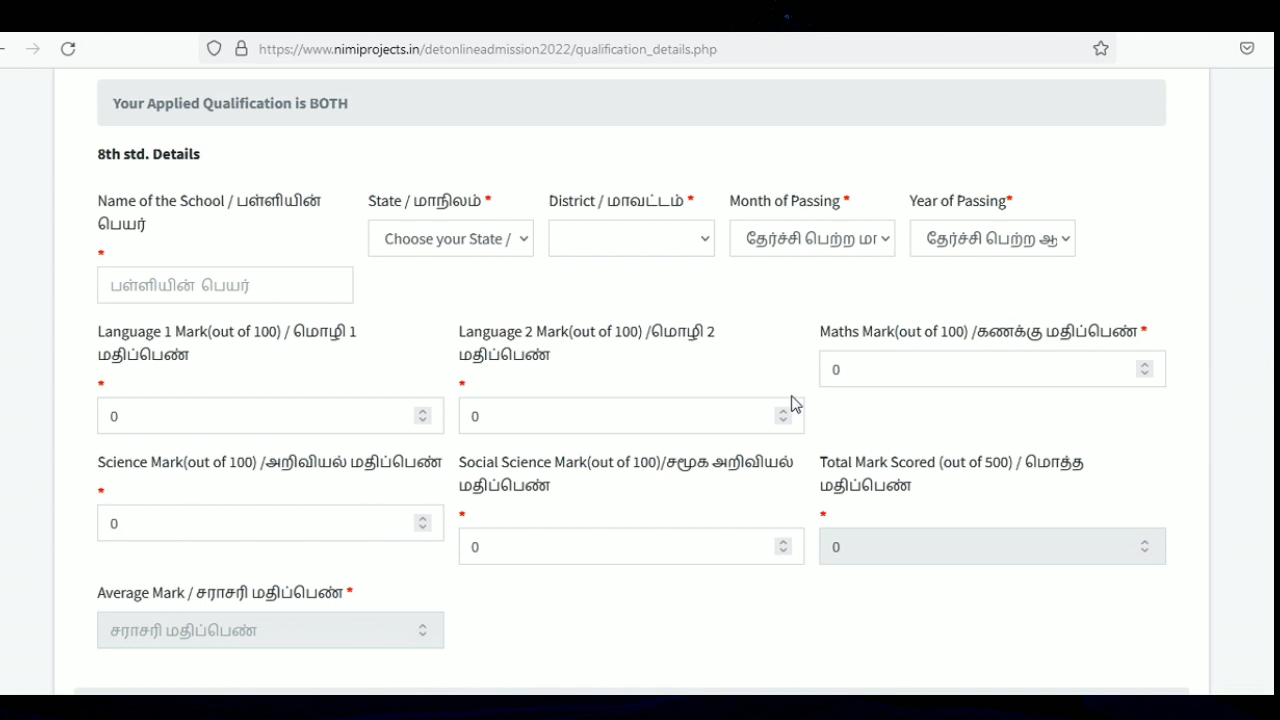 https://www.nimiprojects.in/detonlineadmission2022/qualification_details.php
Your Applied Qualification is BOTH
8th std. Details
Name of the School / பள்ளியின்
பெயர்
*
பள்ளியின் பெயர்
State / மாநிலம் *
Choose your State /
District / மாவட்டம் *
Month of Passing *
தேர்ச்சி பெற்ற மா
Year of Passing*
தேர்ச்சி பெற்ற ஆ
Language 1 Mark(out of 100) / மொழி 1
மதிப்பெண்
*
0
Language 2 Mark(out of 100) /மொழி 2
மதிப்பெண்
*
0
Maths Mark(out of 100) /கணக்கு மதிப்பெண் *
0
Science Mark(out of 100) /அறிவியல் மதிப்பெண்
*
0
Social Science Mark(out of 100)/சமூக அறிவியல்
மதிப்பெண்
*
0
Total Mark Scored (out of 500) / மொத்த
மதிப்பெண்
*
0
Average Mark / சராசரி மதிப்பெண் *
சராசரி மதிப்பெண்